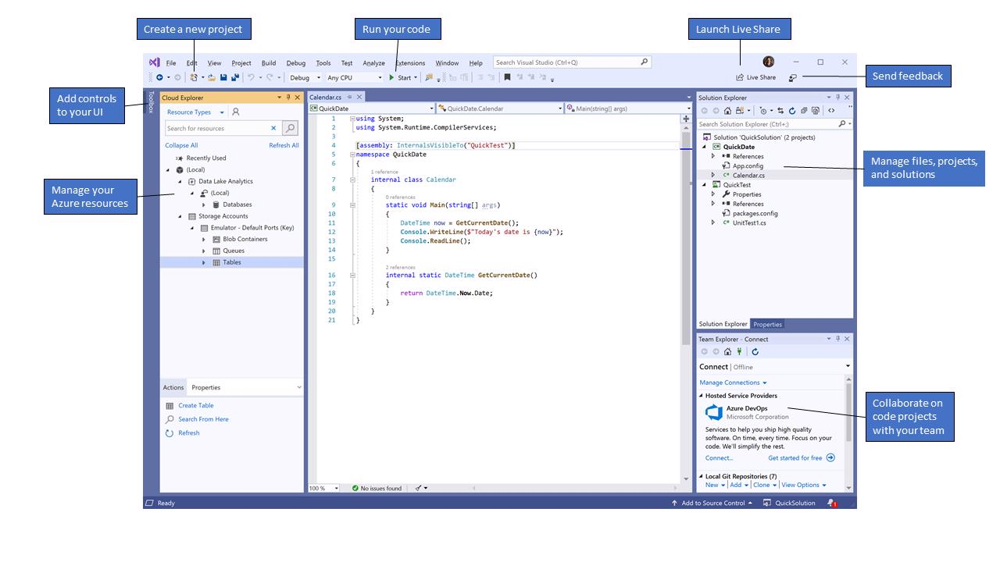 Create a new project
Run your code
Launch Live Share
Send feedback
Add controls
to your UI
Manage your
Azure resources
Manage files, projects,
and solutions
Collaborate on
code projects
with your team
File Edit View Project Build Debug Tools Test Analyze Extensions Window Help Search Visual Studio (Ctrl+Q)
Debug Any CPU Start Live Share
Toolbox
Cloud Explorer
Resource Types
Search for resources
Collapse All Refresh All
Recently Used
(Local)
Data Lake Analytics
(Local)
Databases
Storage Accounts
Emulator - Default Ports (Key)
Blob Containers
Queues
Tables
Actions Properties
Create Table
Search From Here
Refresh
Calendar.cs
QuickDate QuickDate.Calendar Main(string[] args)
1 using System;
2 using System.Runtime.CompilerServices;
3
4 [assembly: InternalsVisibleTo("QuickTest")]
5 namespace QuickDate
6 {
1 reference
7 internal class Calendar
8 {
0 references
9 static void Main(string[] args)
10 {
11 DateTime now = GetCurrentDate();
12 Console.WriteLine($"Today's date is {now}");
13 Console.ReadLine();
14 }
15
2 references
16 internal static DateTime GetCurrentDate()
17 {
18 return DateTime.Now.Date;
19 }
20 }
21 }
100 % No issues found
Solution Explorer
Search Solution Explorer (Ctrl+;)
Solution 'QuickSolution' (2 projects)
QuickDate
References
App.config
Calendar.cs
QuickTest
Properties
References
packages.config
UnitTest1.cs
Solution Explorer Properties
Team Explorer - Connect
Connect | Offline
Manage Connections
Hosted Service Providers
Azure DevOps
Microsoft Corporation
Services to help you ship high quality
software. On time, every time. Focus on your
code. We'll simplify the rest.
Connect... Get started for free
Local Git Repositories (7)
New | Add | Clone | View Options
Ready Add to Source Control QuickSolution 1